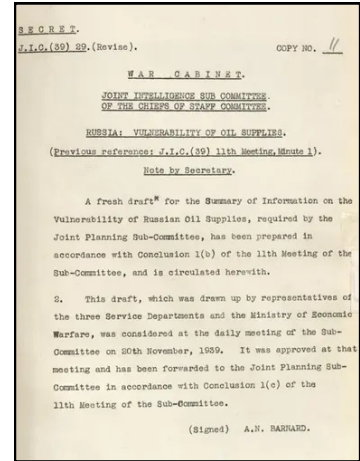 SECRET.
J.I.C.(39) 29.(Revise).
COPY NO. 11
WAR CABINET.
JOINT INTELLIGENCE SUB COMMITTEE
OF THE CHIEFS OF STAFF COMMITTEE.
RUSSIA: VULNERABILITY OF OIL SUPPLIES.
(Previous reference: J.I.C.(39) 11th Meeting, Minute 1).
Note by Secretary.
A fresh draft* for the Summary of Information on the
Vulnerability of Russian Oil Supplies, required by the
Joint Planning Sub-Committee, has been prepared in
accordance with Conclusion 1(b) of the 11th Meeting of the
Sub-Committee, and is circulated herewith.
2. This draft, which was drawn up by representatives of
the three Service Departments and the Ministry of Economic
Warfare, was considered at the daily meeting of the Sub-
Committee on 20th November, 1939. It was approved at that
meeting and has been forwarded to the Joint Planning Sub-
Committee in accordance with Conclusion 1(c) of the
11th Meeting of the Sub-Committee.
(Signed) A.N. BARNARD.